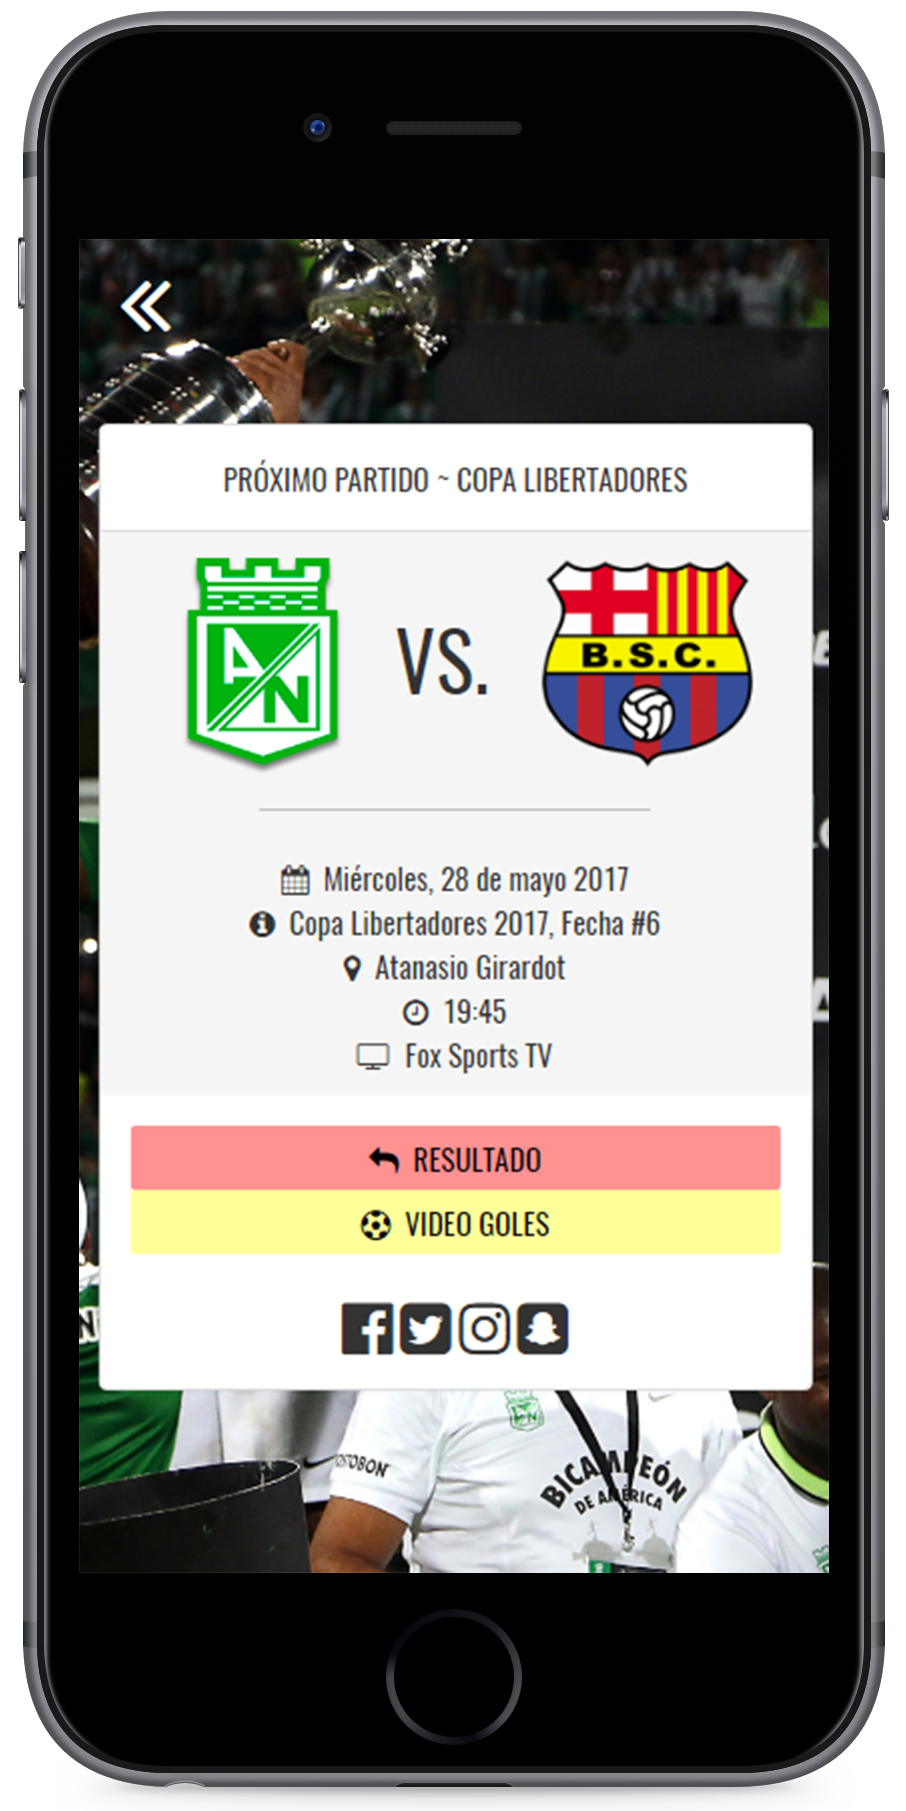 PRÓXIMO PARTIDO ~ COPA LIBERTADORES
AN
VS.
B.S.C.
Miércoles, 28 de mayo 2017
Copa Libertadores 2017, Fecha #6
Atanasio Girardot
19:45
Fox Sports TV
RESULTADO
VIDEO GOLES
BICAMPEÓN
DE AMÉRICA